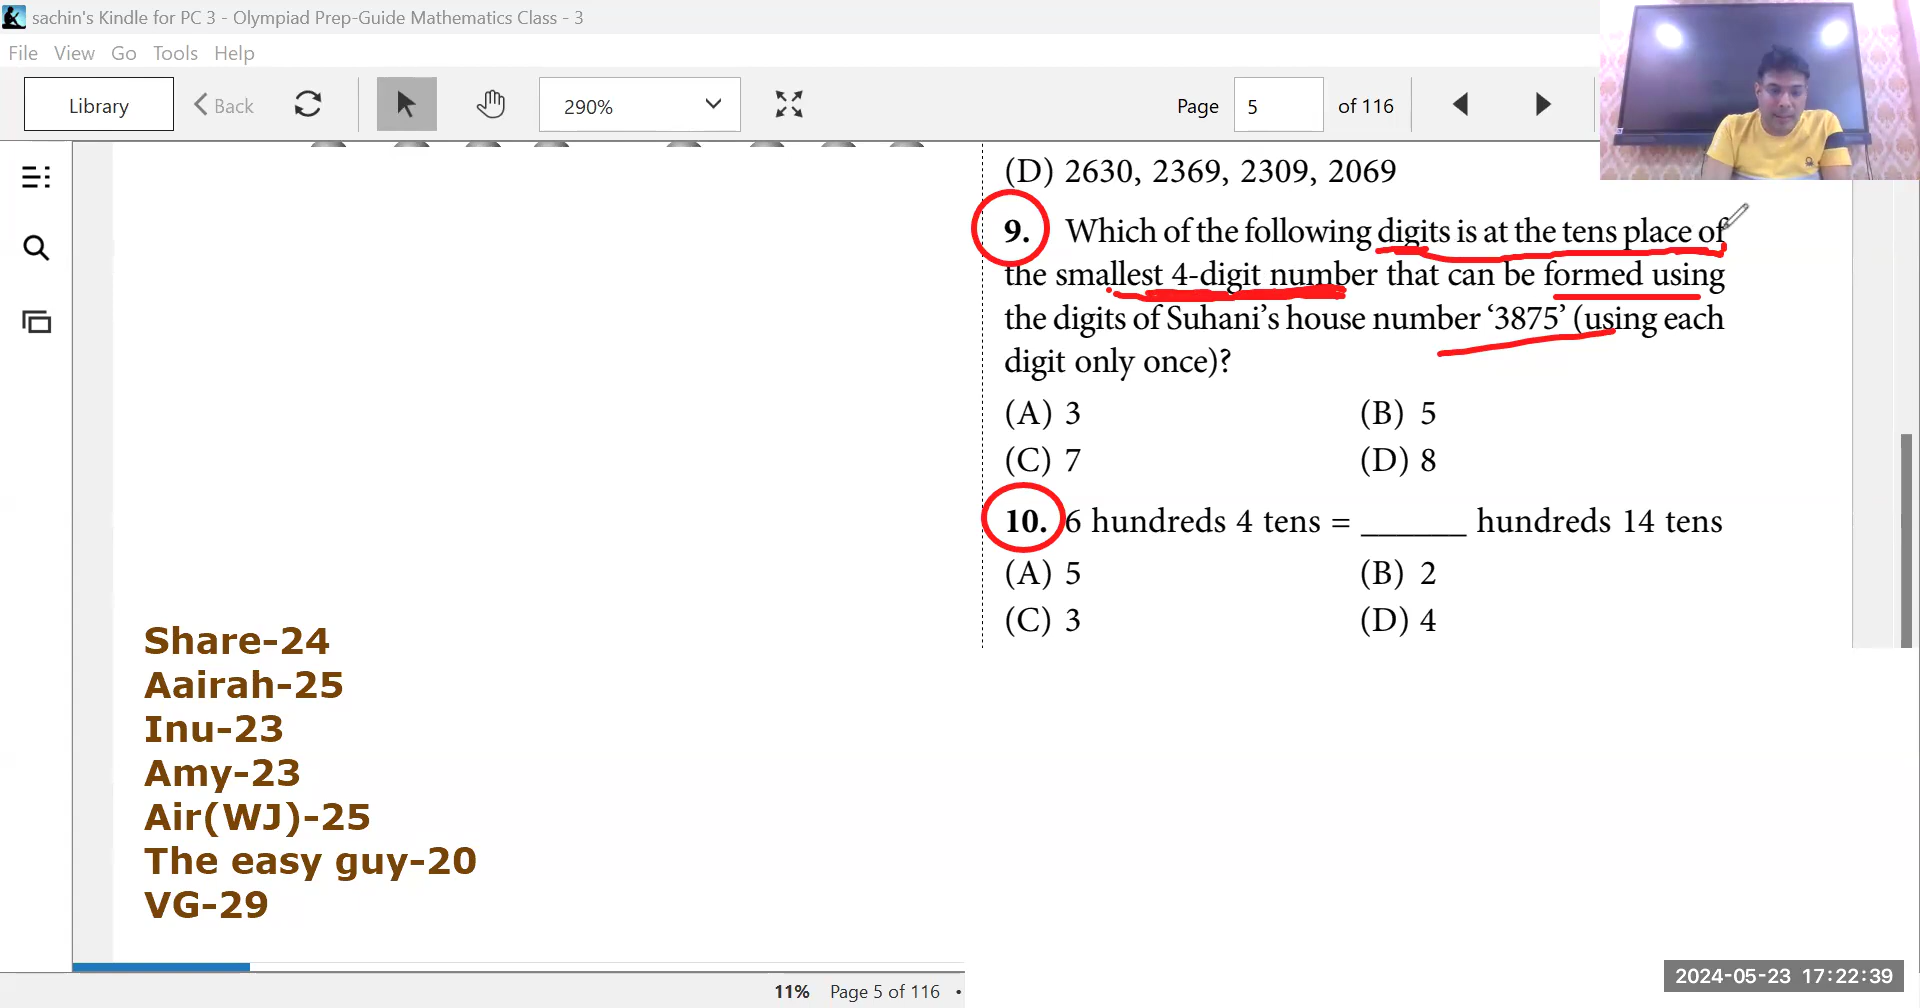 sachin's Kindle for PC 3 - Olympiad Prep-Guide Mathematics Class - 3
File View Go Tools Help
Library Back 290% Page 5 of 116
(D) 2630, 2369, 2309, 2069
9. Which of the following digits is at the tens place of
the smallest 4-digit number that can be formed using
the digits of Suhani’s house number ‘3875’ (using each
digit only once)?
(A) 3 (B) 5
(C) 7 (D) 8
10. 6 hundreds 4 tens = ______ hundreds 14 tens
(A) 5 (B) 2
(C) 3 (D) 4
Share-24
Aairah-25
Inu-23
Amy-23
Air(WJ)-25
The easy guy-20
VG-29
11% Page 5 of 116 •
2024-05-23 17:22:39